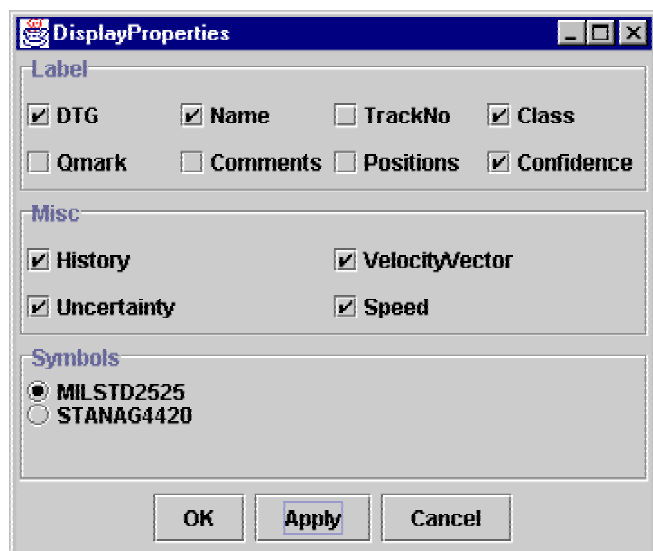 DisplayProperties
Label
DTG Name TrackNo Class
Qmark Comments Positions Confidence
Misc
History VelocityVector
Uncertainty Speed
Symbols
MILSTD2525
STANAG4420
OK Apply Cancel